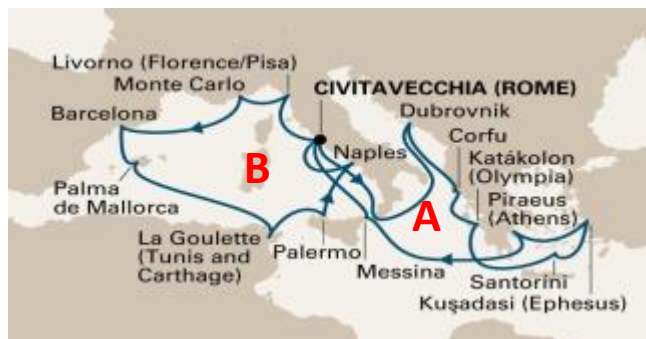 Livorno (Florence/Pisa)
Monte Carlo
CIVITAVECCHIA (ROME)
Barcelona
Dubrovnik
Corfu
Naples
Katákolon
(Olympia)
B
Palma
de Mallorca
Piraeus
(Athens)
A
La Goulette
(Tunis and
Carthage)
Palermo
Messina
Santorini
Kuşadasi (Ephesus)